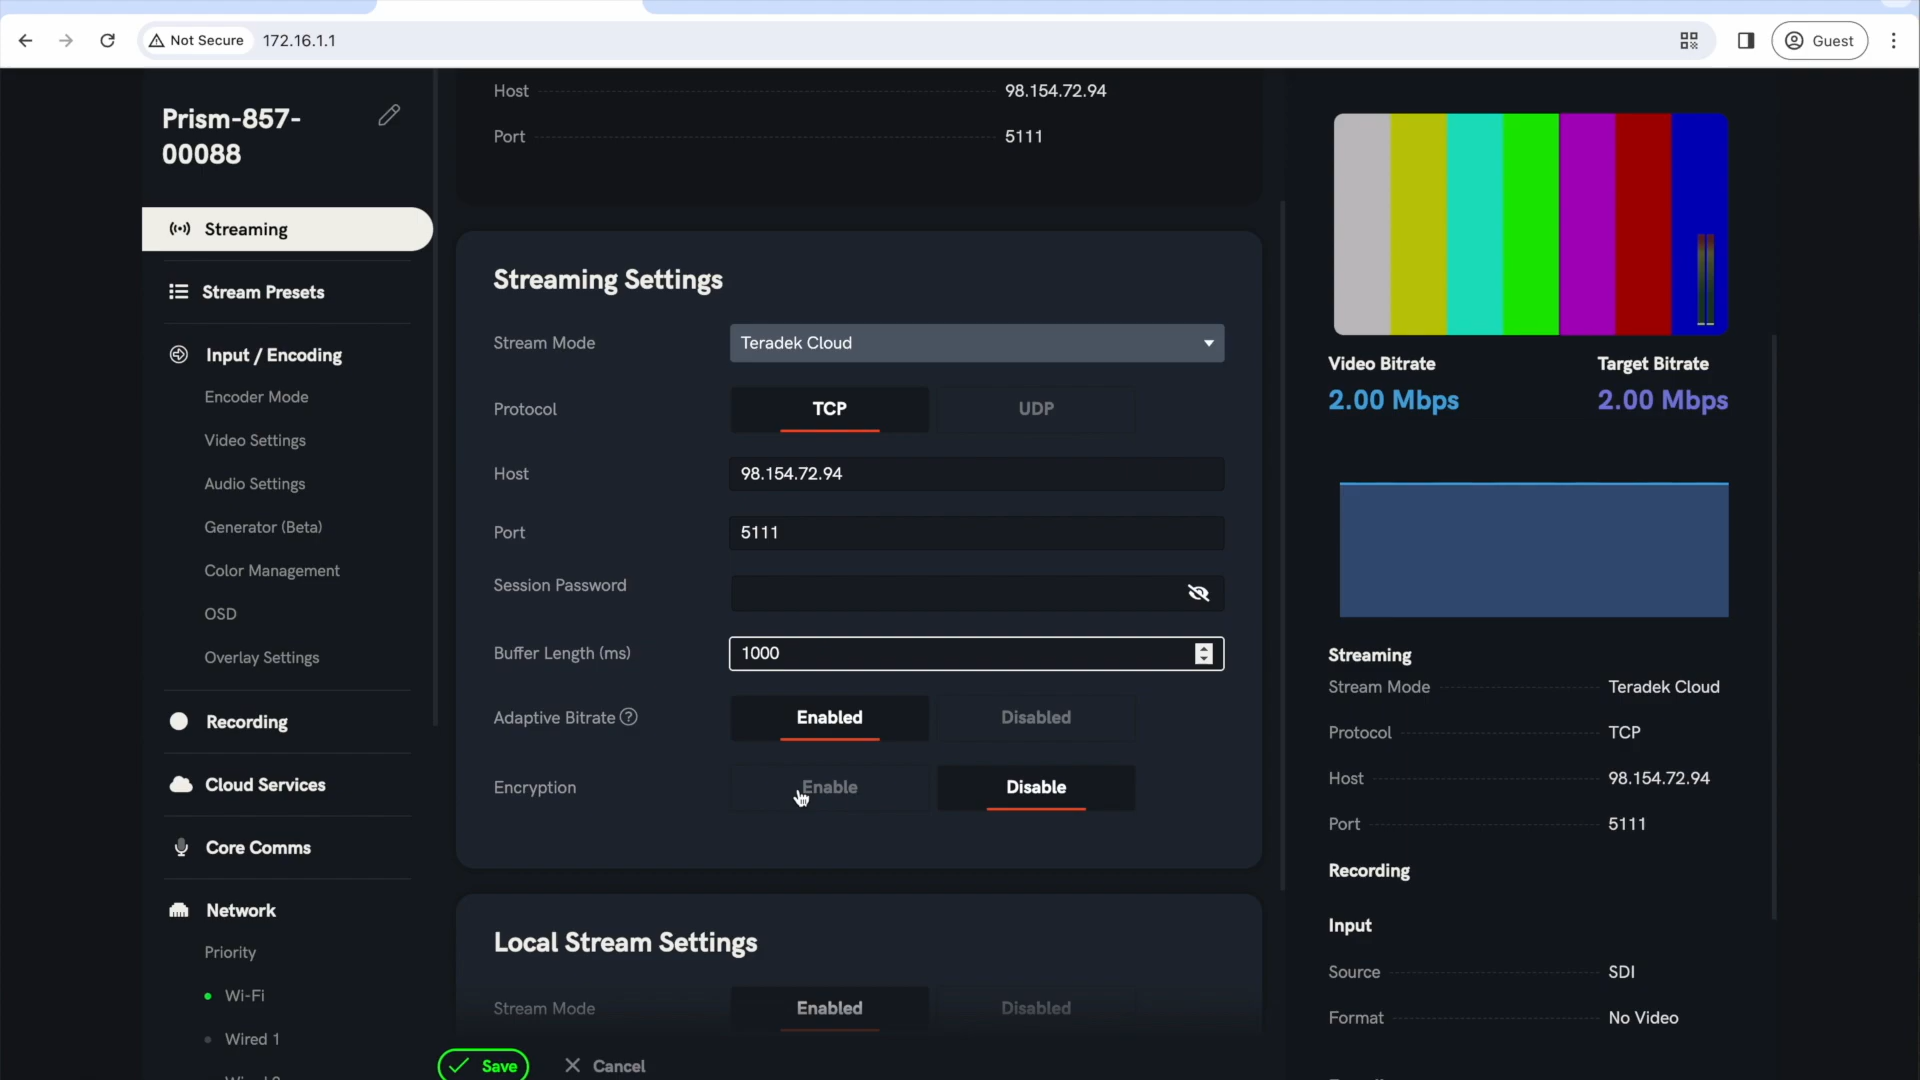 Not Secure
172.16.1.1
Guest
Prism-857-
00088
Streaming
Stream Presets
Input / Encoding
Encoder Mode
Video Settings
Audio Settings
Generator (Beta)
Color Management
OSD
Overlay Settings
Recording
Cloud Services
Core Comms
Network
Priority
Wi-Fi
Wired 1
Host 98.154.72.94
Port 5111
Streaming Settings
Stream Mode Teradek Cloud
Protocol TCP UDP
Host 98.154.72.94
Port 5111
Session Password
Buffer Length (ms) 1000
Adaptive Bitrate ? Enabled Disabled
Encryption Enable Disable
Local Stream Settings
Stream Mode Enabled Disabled
Save Cancel
Video Bitrate Target Bitrate
2.00 Mbps 2.00 Mbps
Streaming
Stream Mode Teradek Cloud
Protocol TCP
Host 98.154.72.94
Port 5111
Recording
Input
Source SDI
Format No Video